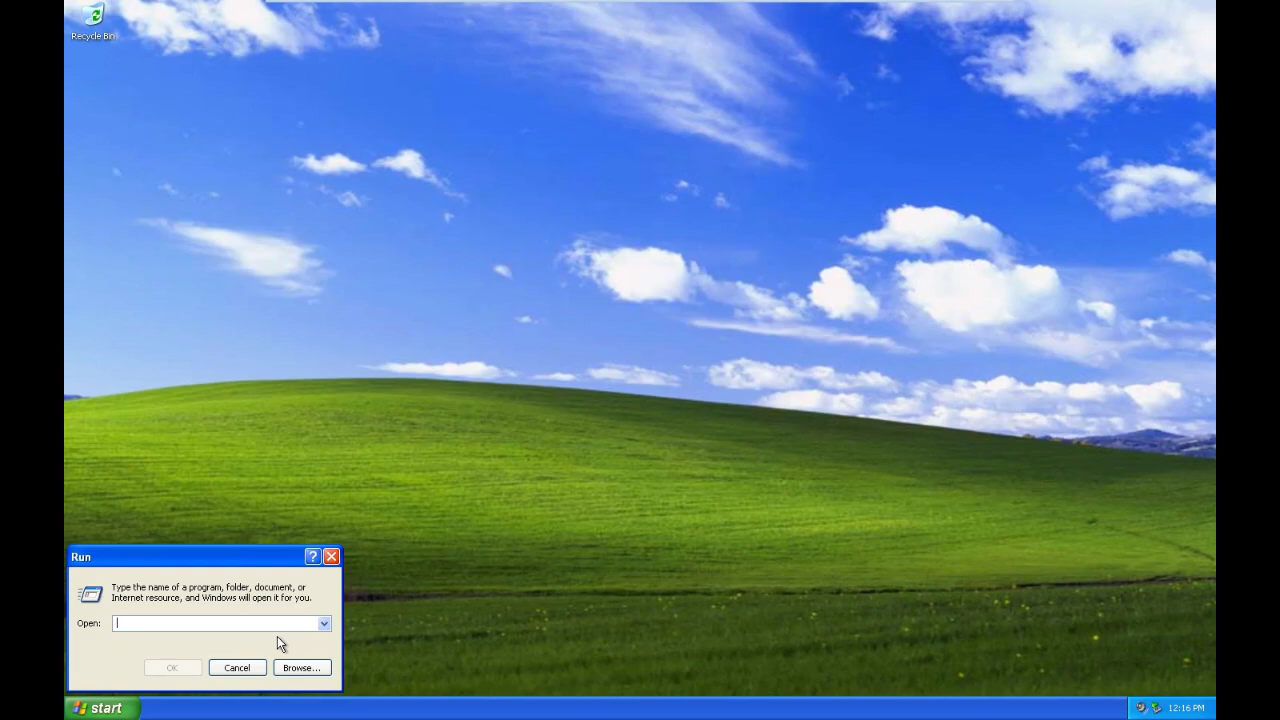 Recycle Bin
Run
Type the name of a program, folder, document, or
Internet resource, and Windows will open it for you.
Open:
OK
Cancel
Browse...
start
12:16 PM